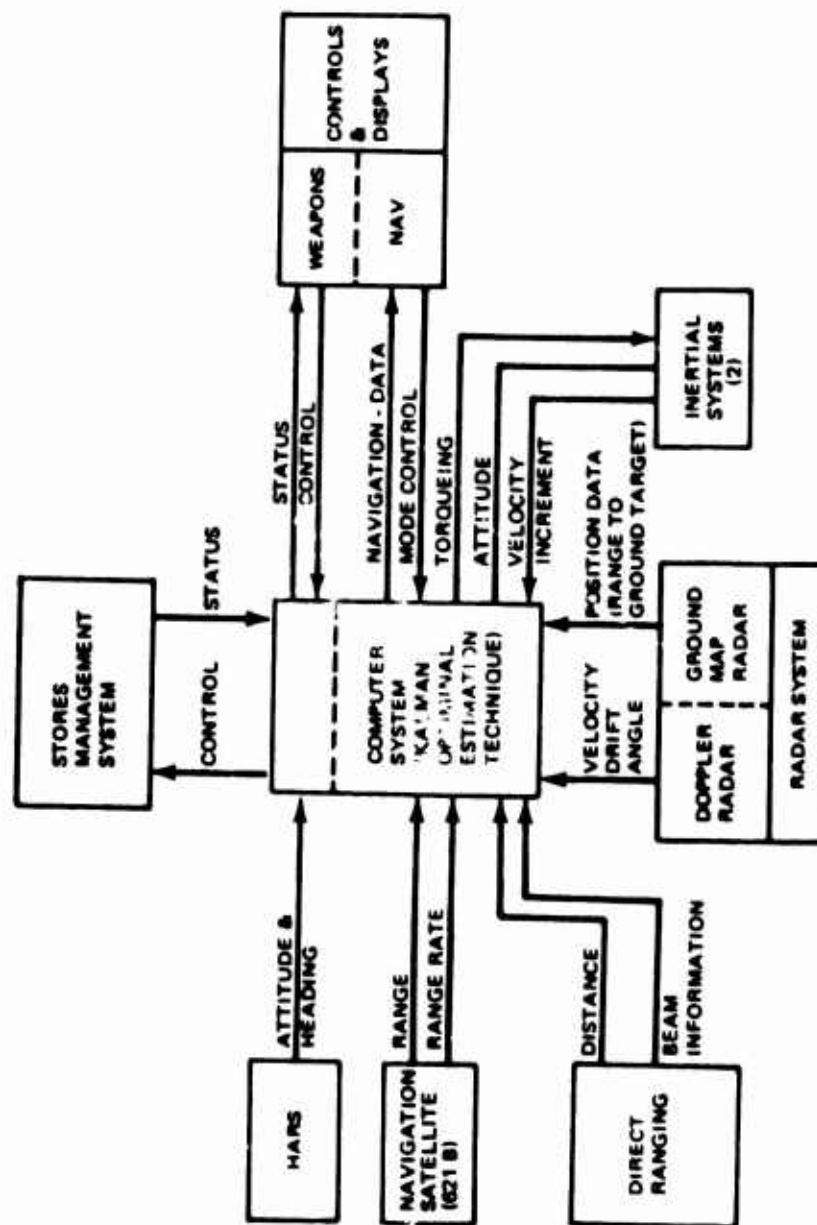 STORES
MANAGEMENT
SYSTEM
CONTROL
STATUS
HARS
ATTITUDE &
HEADING
NAVIGATION
SATELLITE
(621 B)
RANGE
RANGE RATE
DIRECT
RANGING
DISTANCE
BEAM
INFORMATION
COMPUTER
SYSTEM
ESTIMATION
TECHNIQUE)
STATUS
CONTROL
NAVIGATION - DATA
MODE CONTROL
TORQUEING
ATTITUDE
VELOCITY
INCREMENT
WEAPONS
NAV
CONTROLS
&
DISPLAYS
VELOCITY
DRIFT
ANGLE
POSITION DATA
(RANGE TO
GROUND TARGET)
DOPPLER
RADAR
GROUND
MAP
RADAR
RADAR SYSTEM
INERTIAL
SYSTEMS
(2)